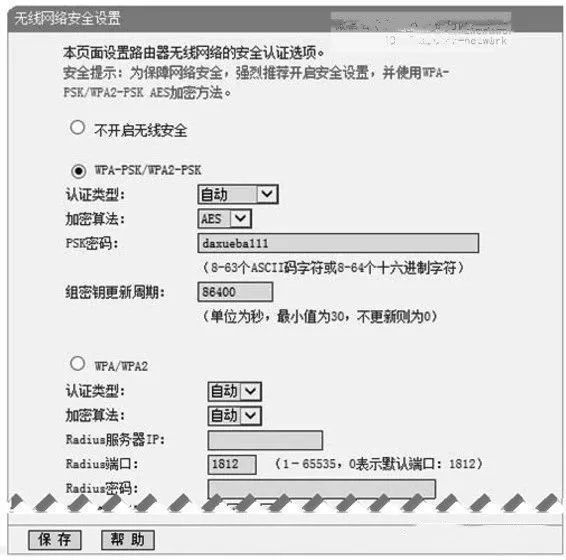 无线网络安全设置
本页面设置路由器无线网络的安全认证选项。
安全提示：为保障网络安全，强烈推荐开启安全设置，并使用WPA-
PSK/WPA2-PSK AES加密方法。
不开启无线安全
WPA-PSK/WPA2-PSK
认证类型： 自动
加密算法： AES
PSK密码： daxueba111
（8-63个ASCII码字符或8-64个十六进制字符）
组密钥更新周期： 86400
（单位为秒，最小值为30，不更新则为0）
WPA/WPA2
认证类型： 自动
加密算法： 自动
Radius服务器IP：
Radius端口： 1812 （1-65535，0表示默认端口：1812）
Radius密码：
保存 帮助